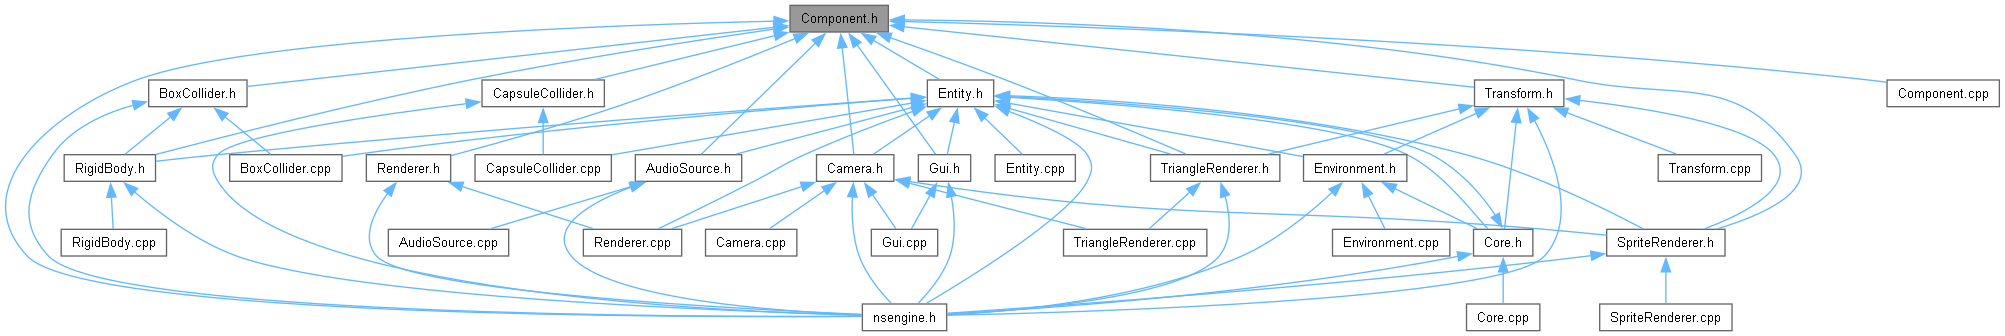 Component.h
BoxCollider.h
CapsuleCollider.h
Entity.h
Transform.h
Component.cpp
RigidBody.h
BoxCollider.cpp
Renderer.h
CapsuleCollider.cpp
AudioSource.h
Camera.h
Gui.h
Entity.cpp
TriangleRenderer.h
Environment.h
Transform.cpp
RigidBody.cpp
AudioSource.cpp
Renderer.cpp
Camera.cpp
Gui.cpp
TriangleRenderer.cpp
Environment.cpp
Core.h
SpriteRenderer.h
nsengine.h
Core.cpp
SpriteRenderer.cpp